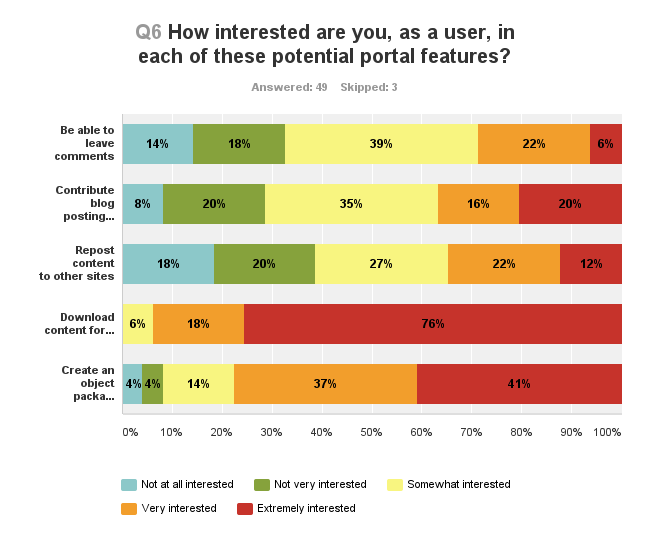 Q6 How interested are you, as a user, in
each of these potential portal features?
Answered: 49 Skipped: 3
Be able to
leave
comments
14% 18% 39% 22% 6%
Contribute
blog
posting...
8% 20% 35% 16% 20%
Repost
content
to other sites
18% 20% 27% 22% 12%
Download
content for...
6% 18% 76%
Create an
object
packa...
4% 4% 14% 37% 41%
0% 10% 20% 30% 40% 50% 60% 70% 80% 90% 100%
Not at all interested Not very interested Somewhat interested
Very interested Extremely interested